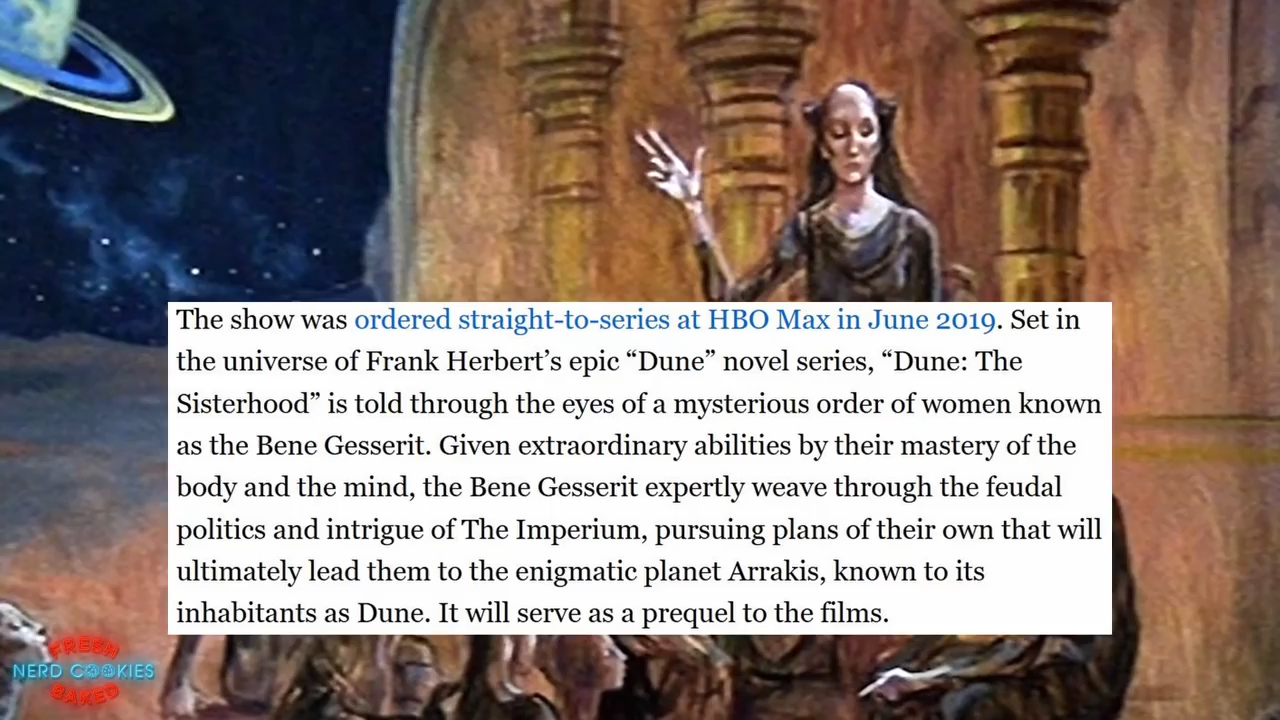 The show was ordered straight-to-series at HBO Max in June 2019. Set in
the universe of Frank Herbert’s epic “Dune” novel series, “Dune: The
Sisterhood” is told through the eyes of a mysterious order of women known
as the Bene Gesserit. Given extraordinary abilities by their mastery of the
body and the mind, the Bene Gesserit expertly weave through the feudal
politics and intrigue of The Imperium, pursuing plans of their own that will
ultimately lead them to the enigmatic planet Arrakis, known to its
inhabitants as Dune. It will serve as a prequel to the films.
FRESH
NERD COOKIES
BAKED